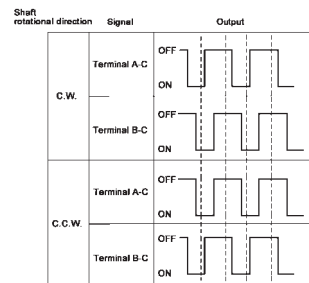 Shaft
rotational direction Signal Output
C.W.
Terminal A-C
OFF
ON
Terminal B-C
OFF
ON
C.C.W.
Terminal A-C
OFF
ON
Terminal B-C
OFF
ON